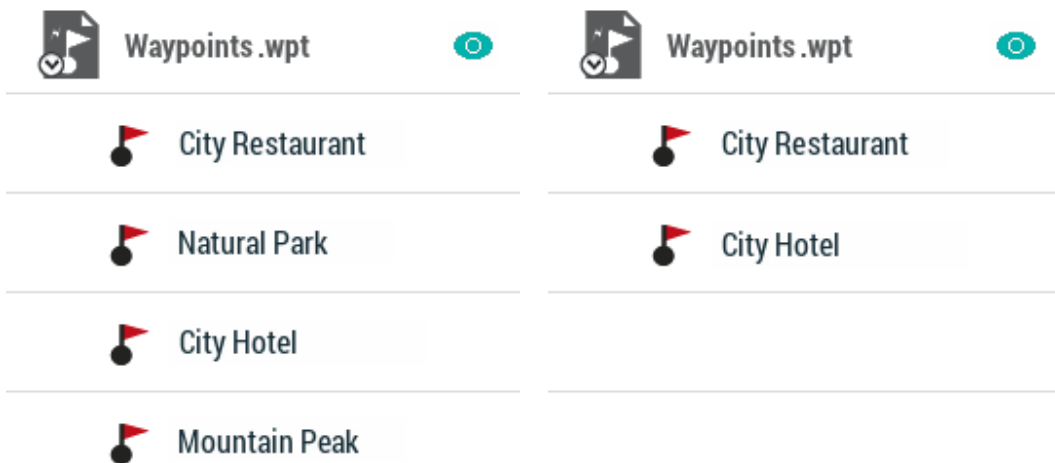 Waypoints .wpt
City Restaurant
Natural Park
City Hotel
Mountain Peak
Waypoints .wpt
City Restaurant
City Hotel